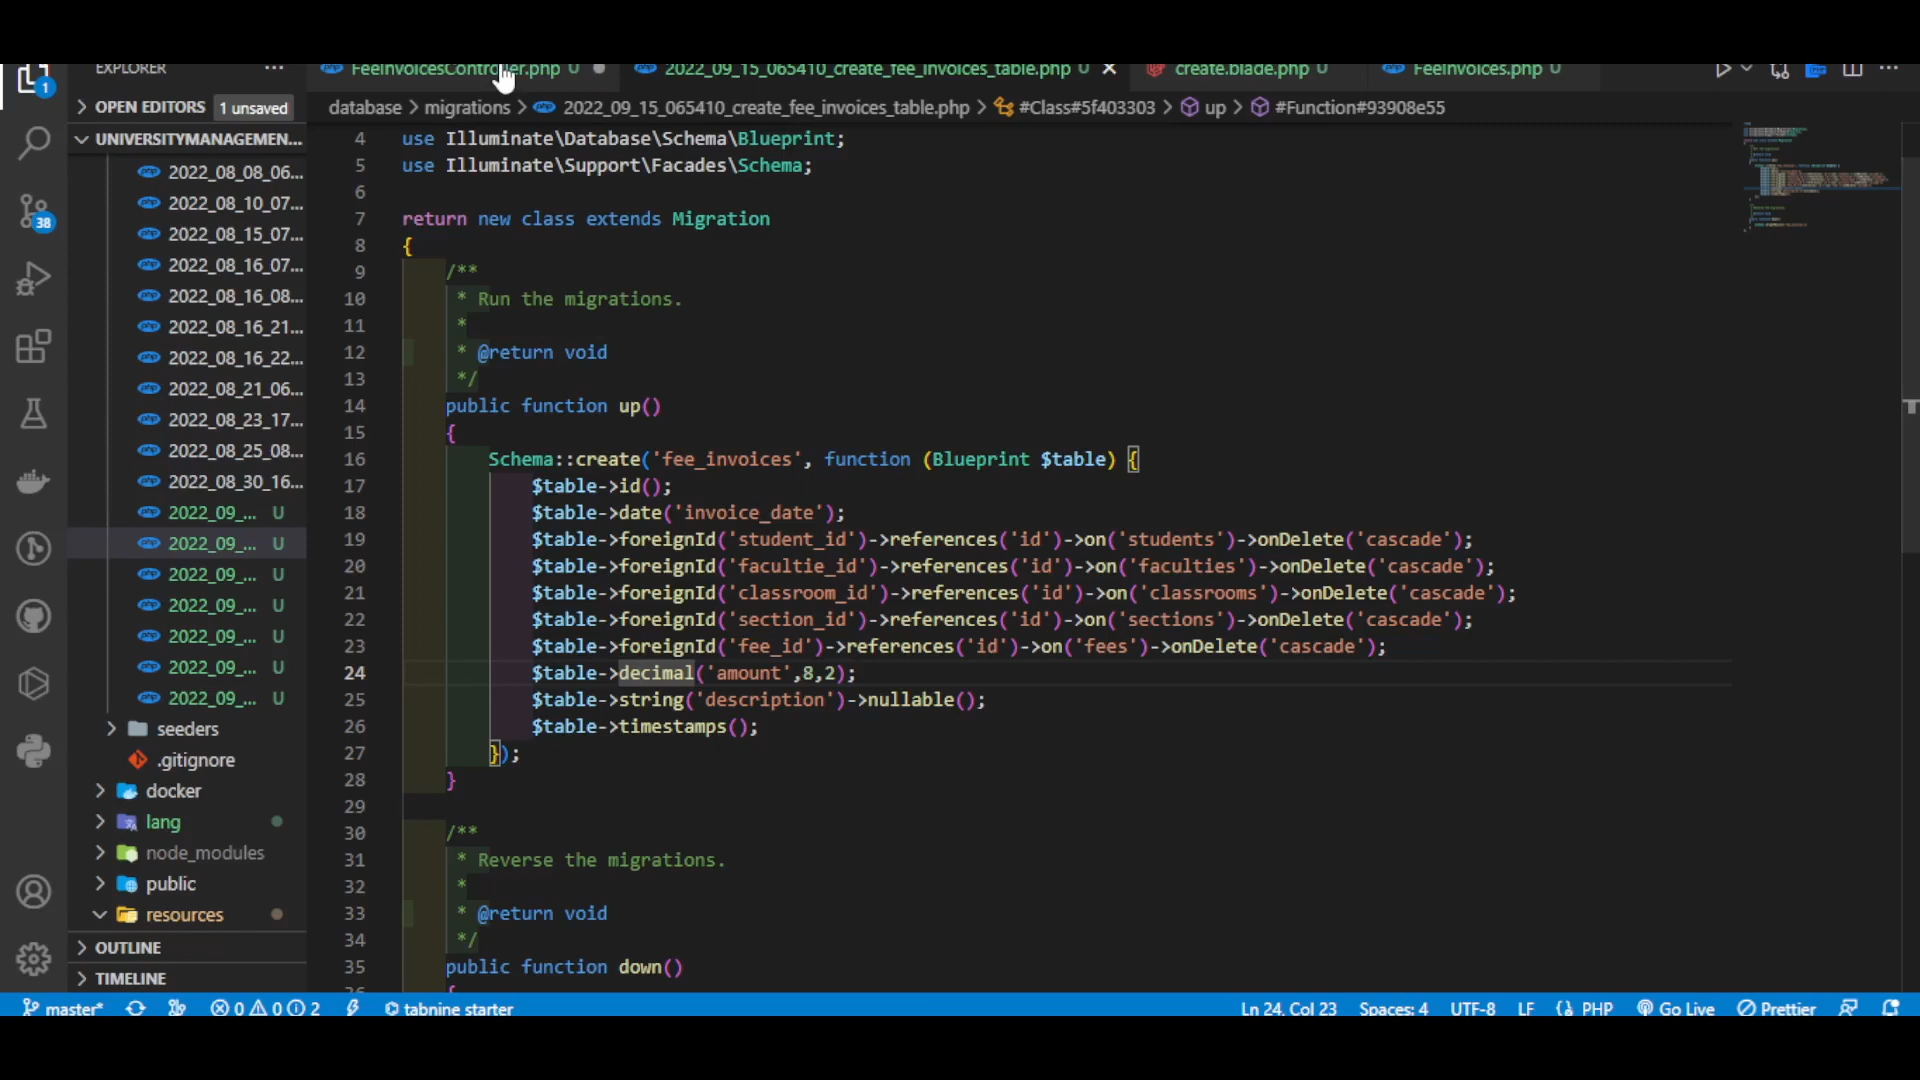 EXPLORER
···
FeeInvoicesController.php U
2022_09_15_065410_create_fee_invoices_table.php U
create.blade.php U
FeeInvoices.php U
OPEN EDITORS 1 unsaved
database > migrations > 2022_09_15_065410_create_fee_invoices_table.php > #Class#5f403303 > up > #Function#93908e55
UNIVERSITYMANAGEMEN...
2022_08_08_06...
2022_08_10_07...
2022_08_15_07...
2022_08_16_07...
2022_08_16_08...
2022_08_16_21...
2022_08_16_22...
2022_08_21_06...
2022_08_23_17...
2022_08_25_08...
2022_08_30_16...
2022_09_... U
2022_09_... U
2022_09_... U
2022_09_... U
2022_09_... U
2022_09_... U
2022_09_... U
seeders
.gitignore
docker
lang
node_modules
public
resources
OUTLINE
TIMELINE
1
38
4 use Illuminate\Database\Schema\Blueprint;
5 use Illuminate\Support\Facades\Schema;
6
7 return new class extends Migration
8 {
9 /**
10 * Run the migrations.
11 *
12 * @return void
13 */
14 public function up()
15 {
16 Schema::create('fee_invoices', function (Blueprint $table) {
17 $table->id();
18 $table->date('invoice_date');
19 $table->foreignId('student_id')->references('id')->on('students')->onDelete('cascade');
20 $table->foreignId('facultie_id')->references('id')->on('faculties')->onDelete('cascade');
21 $table->foreignId('classroom_id')->references('id')->on('classrooms')->onDelete('cascade');
22 $table->foreignId('section_id')->references('id')->on('sections')->onDelete('cascade');
23 $table->foreignId('fee_id')->references('id')->on('fees')->onDelete('cascade');
24 $table->decimal('amount',8,2);
25 $table->string('description')->nullable();
26 $table->timestamps();
27 });
28 }
29
30 /**
31 * Reverse the migrations.
32 *
33 * @return void
34 */
35 public function down()
{
master* 0 0 2 tabnine starter Ln 24, Col 23 Spaces: 4 UTF-8 LF {} PHP Go Live Prettier